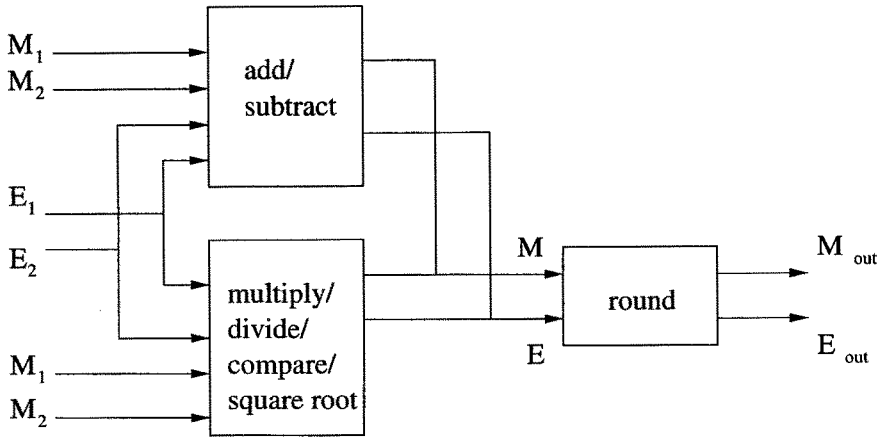 M1
M2
add/
subtract
E1
E2
multiply/
divide/
compare/
square root
M1
M2
M
E
round
M out
E out